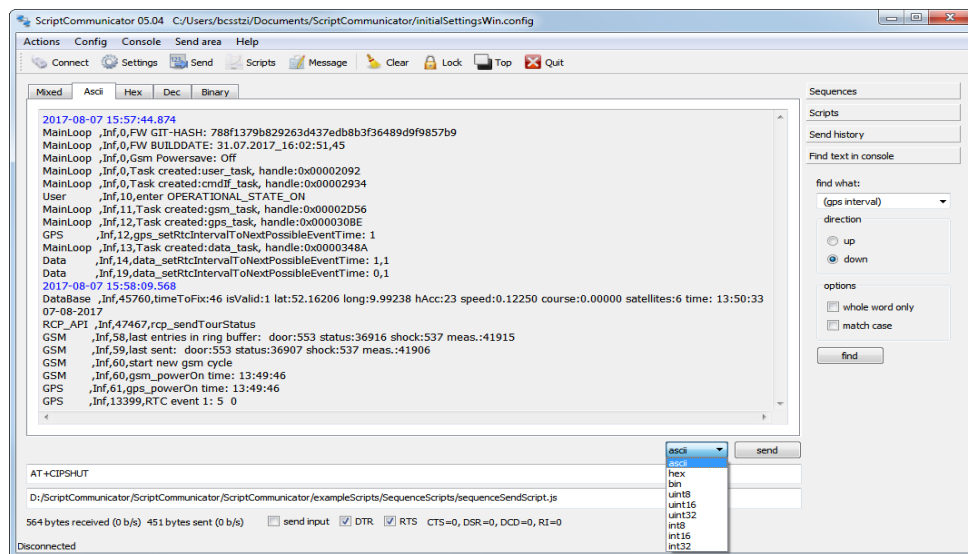 ScriptCommunicator 05.04 C:/Users/bcsstzi/Documents/ScriptCommunicator/initialSettingsWin.config
Actions Config Console Send area Help
Connect Settings Send Scripts Message Clear Lock Top Quit
Mixed Ascii Hex Dec Binary
2017-08-07 15:57:44.874
MainLoop ,Inf,0,FW GIT-HASH: 788f1379b829263d437edb8b3f36489d9f9857b9
MainLoop ,Inf,0,FW BUILDDATE: 31.07.2017_16:02:51,45
MainLoop ,Inf,0,Gsm Powersave: Off
MainLoop ,Inf,0,Task created:user_task, handle:0x00002092
MainLoop ,Inf,0,Task created:cmdIf_task, handle:0x00002934
User ,Inf,10,enter OPERATIONAL_STATE_ON
MainLoop ,Inf,11,Task created:gsm_task, handle:0x00002D56
MainLoop ,Inf,12,Task created:gps_task, handle:0x000030BE
GPS ,Inf,12,gps_setRtcIntervalToNextPossibleEventTime: 1
MainLoop ,Inf,13,Task created:data_task, handle:0x0000348A
Data ,Inf,14,data_setRtcIntervalToNextPossibleEventTime: 1,1
Data ,Inf,19,data_setRtcIntervalToNextPossibleEventTime: 0,1
2017-08-07 15:58:09.568
DataBase ,Inf,45760,timeToFix:46 isValid:1 lat:52.16206 long:9.99238 hAcc:23 speed:0.12250 course:0.00000 satellites:6 time: 13:50:33
07-08-2017
RCP_API ,Inf,47467,rcp_sendTourStatus
GSM ,Inf,58,last entries in ring buffer: door:553 status:36916 shock:537 meas.:41915
GSM ,Inf,59,last sent: door:553 status:36907 shock:537 meas.:41906
GSM ,Inf,60,start new gsm cycle
GSM ,Inf,60,gsm_powerOn time: 13:49:46
GPS ,Inf,61,gps_powerOn time: 13:49:46
GPS ,Inf,13399,RTC event 1: 5 0
Sequences
Scripts
Send history
Find text in console
find what:
(gps interval)
direction
up
down
options
whole word only
match case
find
ascii send
ascii
hex
bin
uint8
uint16
uint32
int8
int16
int32
AT+CIPSHUT
D:/ScriptCommunicator/ScriptCommunicator/ScriptCommunicator/exampleScripts/SequenceScripts/sequenceSendScript.js
564 bytes received (0 b/s) 451 bytes sent (0 b/s) send input DTR RTS CTS=0, DSR=0, DCD=0, RI=0
Disconnected